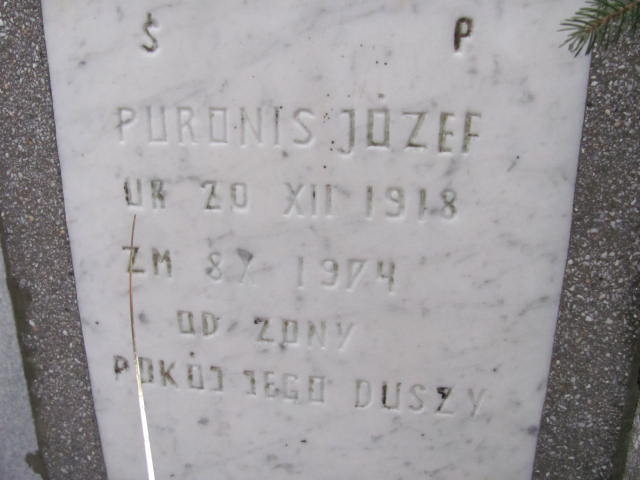 Ś P
PURONIS JÓZEF
UR 20 XII 1918
ZM 8 X 1974
OD ŻONY
POKÓJ JEGO DUSZY